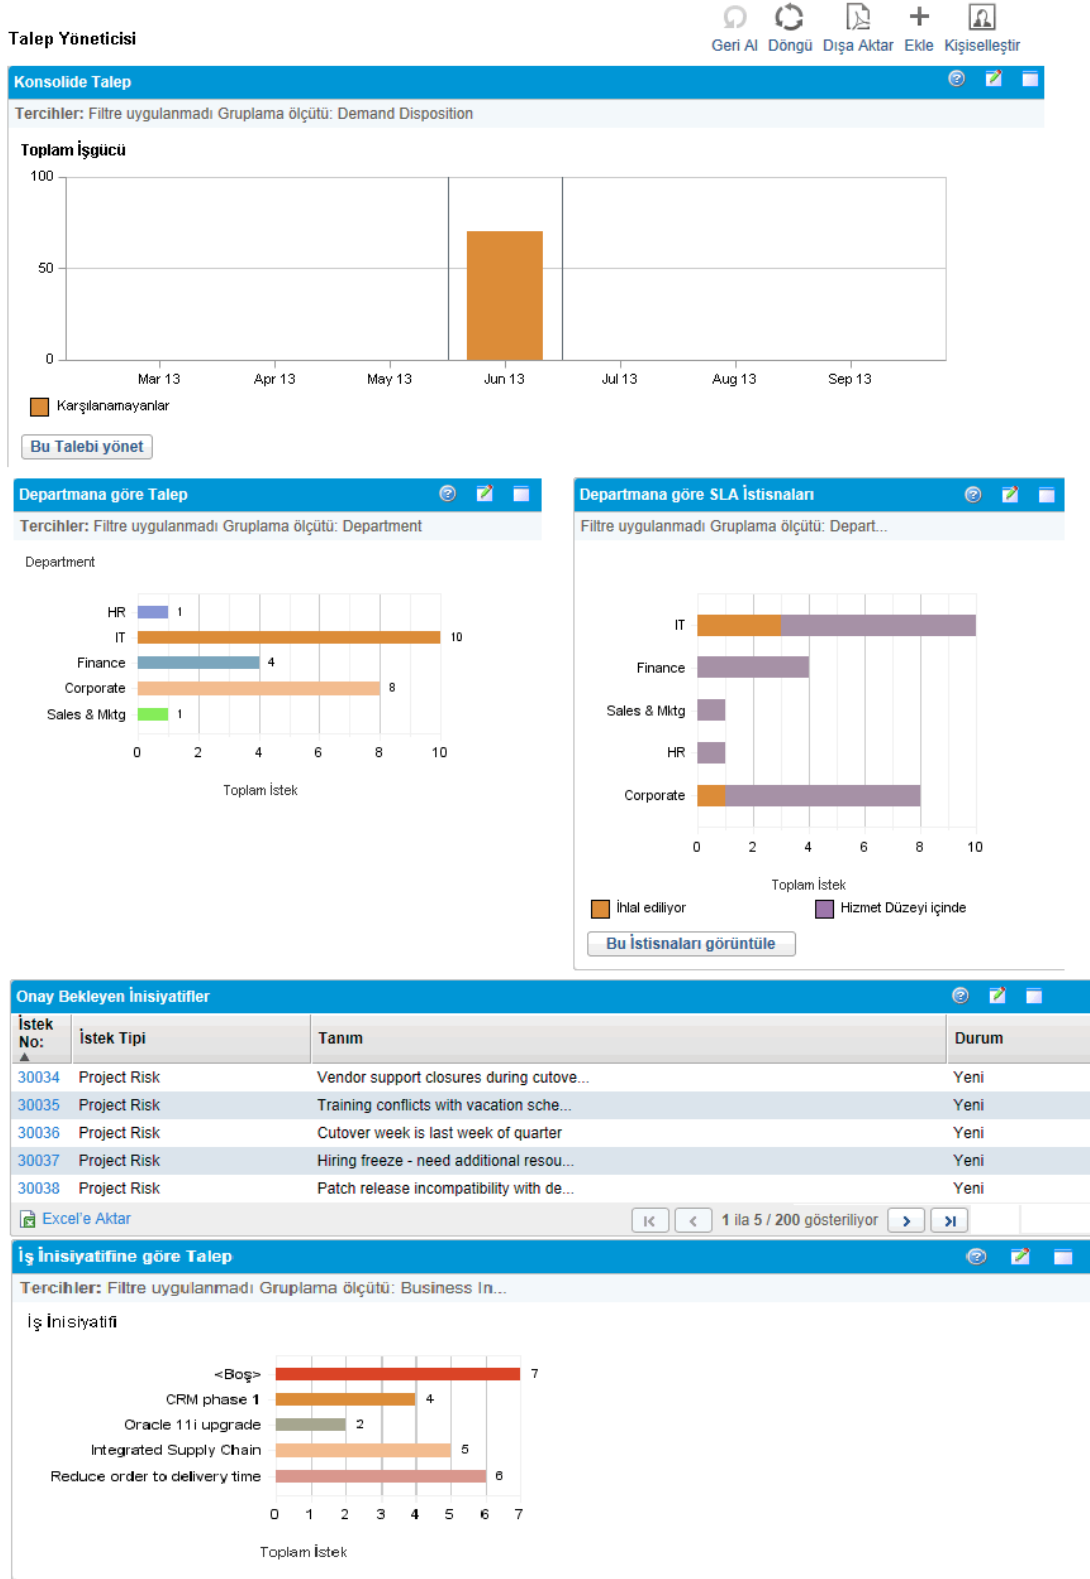 Talep Yöneticisi
Geri Al Döngü Dışa Aktar Ekle Kişiselleştir
Konsolide Talep
Tercihler: Filtre uygulanmadı Gruplama ölçütü: Demand Disposition
Toplam İşgücü
100
50
0
Mar 13 Apr 13 May 13 Jun 13 Jul 13 Aug 13 Sep 13
Karşılanamayanlar
Bu Talebi yönet
Departmana göre Talep
Tercihler: Filtre uygulanmadı Gruplama ölçütü: Department
Department
HR 1
IT 10
Finance 4
Corporate 8
Sales & Mktg 1
0 2 4 6 8 10
Toplam İstek
Departmana göre SLA İstisnaları
Filtre uygulanmadı Gruplama ölçütü: Depart...
IT
Finance
Sales & Mktg
HR
Corporate
0 2 4 6 8 10
Toplam İstek
İhlal ediliyor Hizmet Düzeyi içinde
Bu İstisnaları görüntüle
Onay Bekleyen İnisiyatifler
İstek No: İstek Tipi Tanım Durum
30034 Project Risk Vendor support closures during cutove... Yeni
30035 Project Risk Training conflicts with vacation sche... Yeni
30036 Project Risk Cutover week is last week of quarter Yeni
30037 Project Risk Hiring freeze - need additional resou... Yeni
30038 Project Risk Patch release incompatibility with de... Yeni
Excel'e Aktar 1 ila 5 / 200 gösteriliyor
İş İnisiyatifine göre Talep
Tercihler: Filtre uygulanmadı Gruplama ölçütü: Business In...
İş İnisiyatifi
<Boş> 7
CRM phase 1 4
Oracle 11i upgrade 2
Integrated Supply Chain 5
Reduce order to delivery time 6
0 1 2 3 4 5 6 7
Toplam İstek